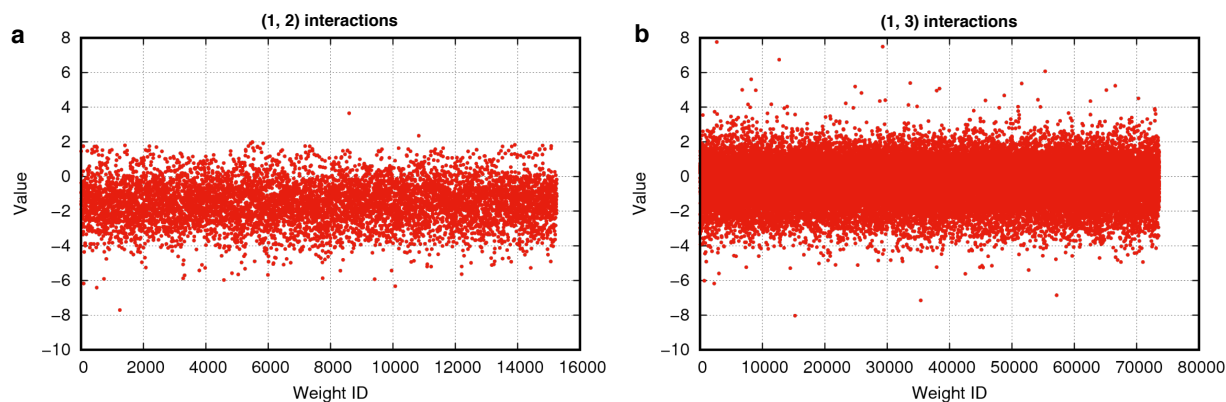 a
(1, 2) interactions
8
6
4
2
0
−2
−4
−6
−8
−10
Value
0 2000 4000 6000 8000 10000 12000 14000 16000
Weight ID
b
(1, 3) interactions
8
6
4
2
0
−2
−4
−6
−8
−10
Value
0 10000 20000 30000 40000 50000 60000 70000 80000
Weight ID